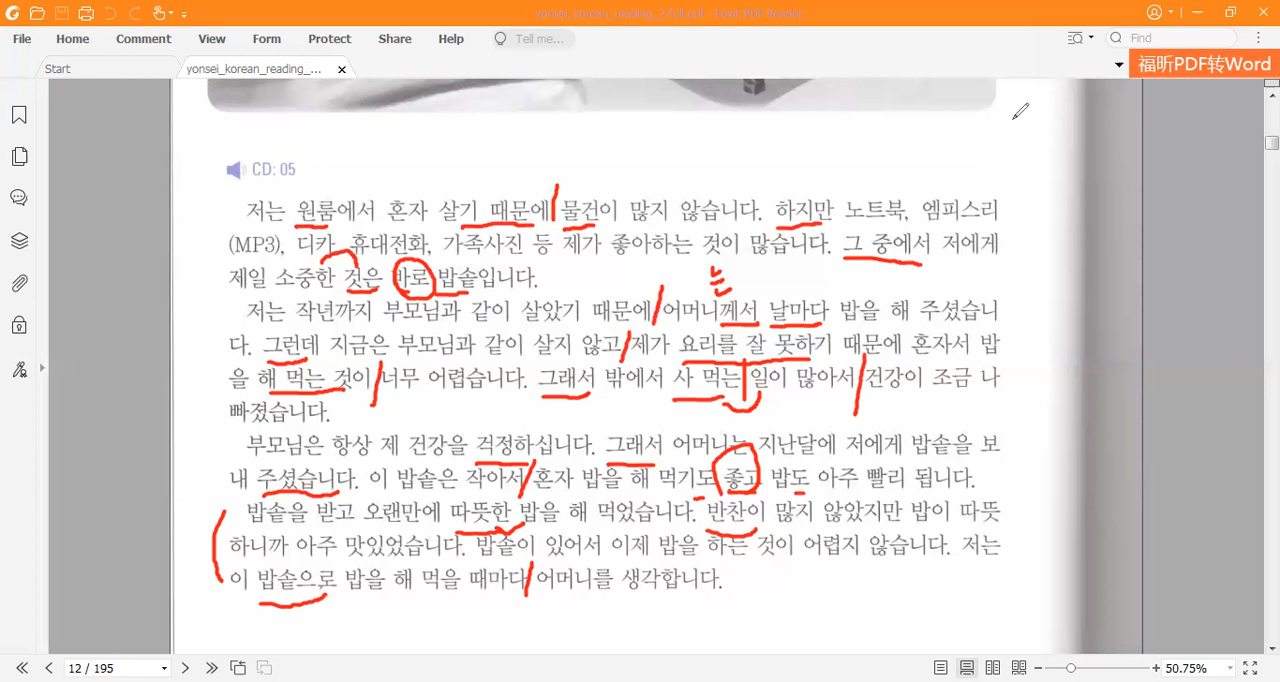 yonsei_korean_reading_2full.pdf - Foxit PDF Reader
File Home Comment View Form Protect Share Help Tell me... Find
Start yonsei_korean_reading_... 福昕PDF转Word
CD: 05
저는 원룸에서 혼자 살기 때문에 물건이 많지 않습니다. 하지만 노트북, 엠피스리
(MP3), 디카, 휴대전화, 가족사진 등 제가 좋아하는 것이 많습니다. 그 중에서 저에게
제일 소중한 것은 바로 밥솥입니다.
는
저는 작년까지 부모님과 같이 살았기 때문에 어머니께서 날마다 밥을 해 주셨습니
다. 그런데 지금은 부모님과 같이 살지 않고 제가 요리를 잘 못하기 때문에 혼자서 밥
을 해 먹는 것이 너무 어렵습니다. 그래서 밖에서 사 먹는 일이 많아서 건강이 조금 나
빠졌습니다.
부모님은 항상 제 건강을 걱정하십니다. 그래서 어머니는 지난달에 저에게 밥솥을 보
내 주셨습니다. 이 밥솥은 작아서 혼자 밥을 해 먹기도 좋고 밥도 아주 빨리 됩니다.
밥솥을 받고 오랜만에 따뜻한 밥을 해 먹었습니다. 반찬이 많지 않았지만 밥이 따뜻
하니까 아주 맛있었습니다. 밥솥이 있어서 이제 밥을 하는 것이 어렵지 않습니다. 저는
이 밥솥으로 밥을 해 먹을 때마다 어머니를 생각합니다.
12 / 195 50.75%